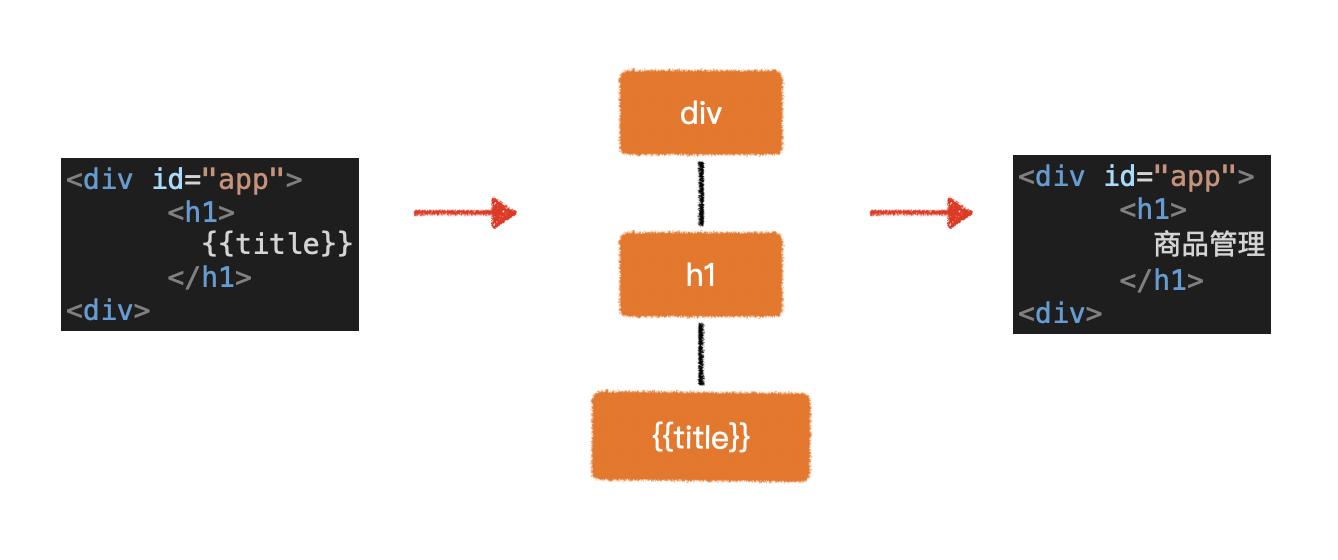 <div id="app">
<h1>
{{title}}
</h1>
<div>
div
h1
{{title}}
<div id="app">
<h1>
商品管理
</h1>
<div>